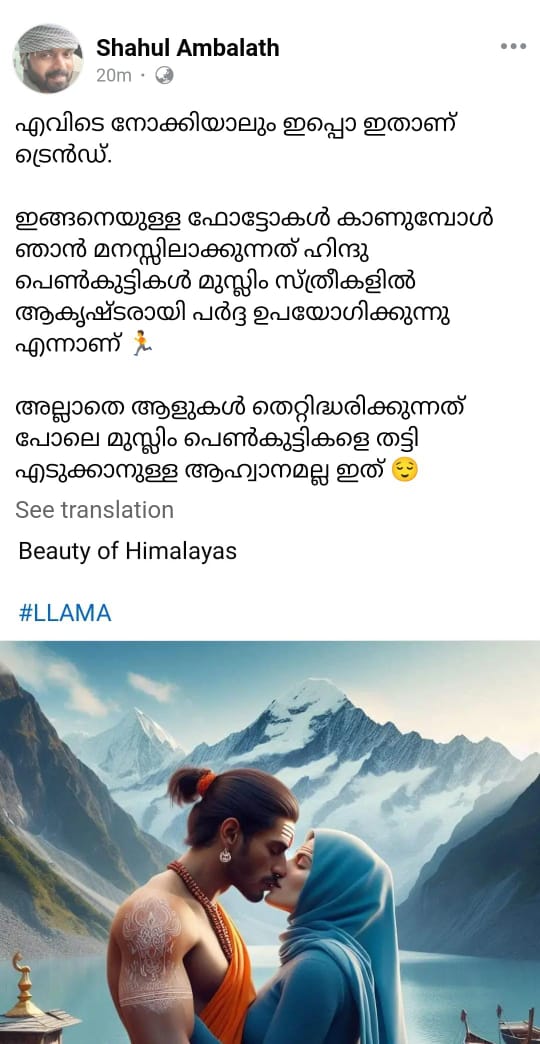 Shahul Ambalath
20m ·
എവിടെ നോക്കിയാലും ഇപ്പൊ ഇതാണ്
ട്രെൻഡ്.
ഇങ്ങനെയുള്ള ഫോട്ടോകൾ കാണുമ്പോൾ
ഞാൻ മനസ്സിലാക്കുന്നത് ഹിന്ദു
പെൺകുട്ടികൾ മുസ്ലിം സ്ത്രീകളിൽ
ആകൃഷ്ടരായി പർദ്ദ ഉപയോഗിക്കുന്നു
എന്നാണ് 🏃
അല്ലാതെ ആളുകൾ തെറ്റിദ്ധരിക്കുന്നത്
പോലെ മുസ്ലിം പെൺകുട്ടികളെ തട്ടി
എടുക്കാനുള്ള ആഹ്വാനമല്ല ഇത് 😌
See translation
Beauty of Himalayas
#LLAMA